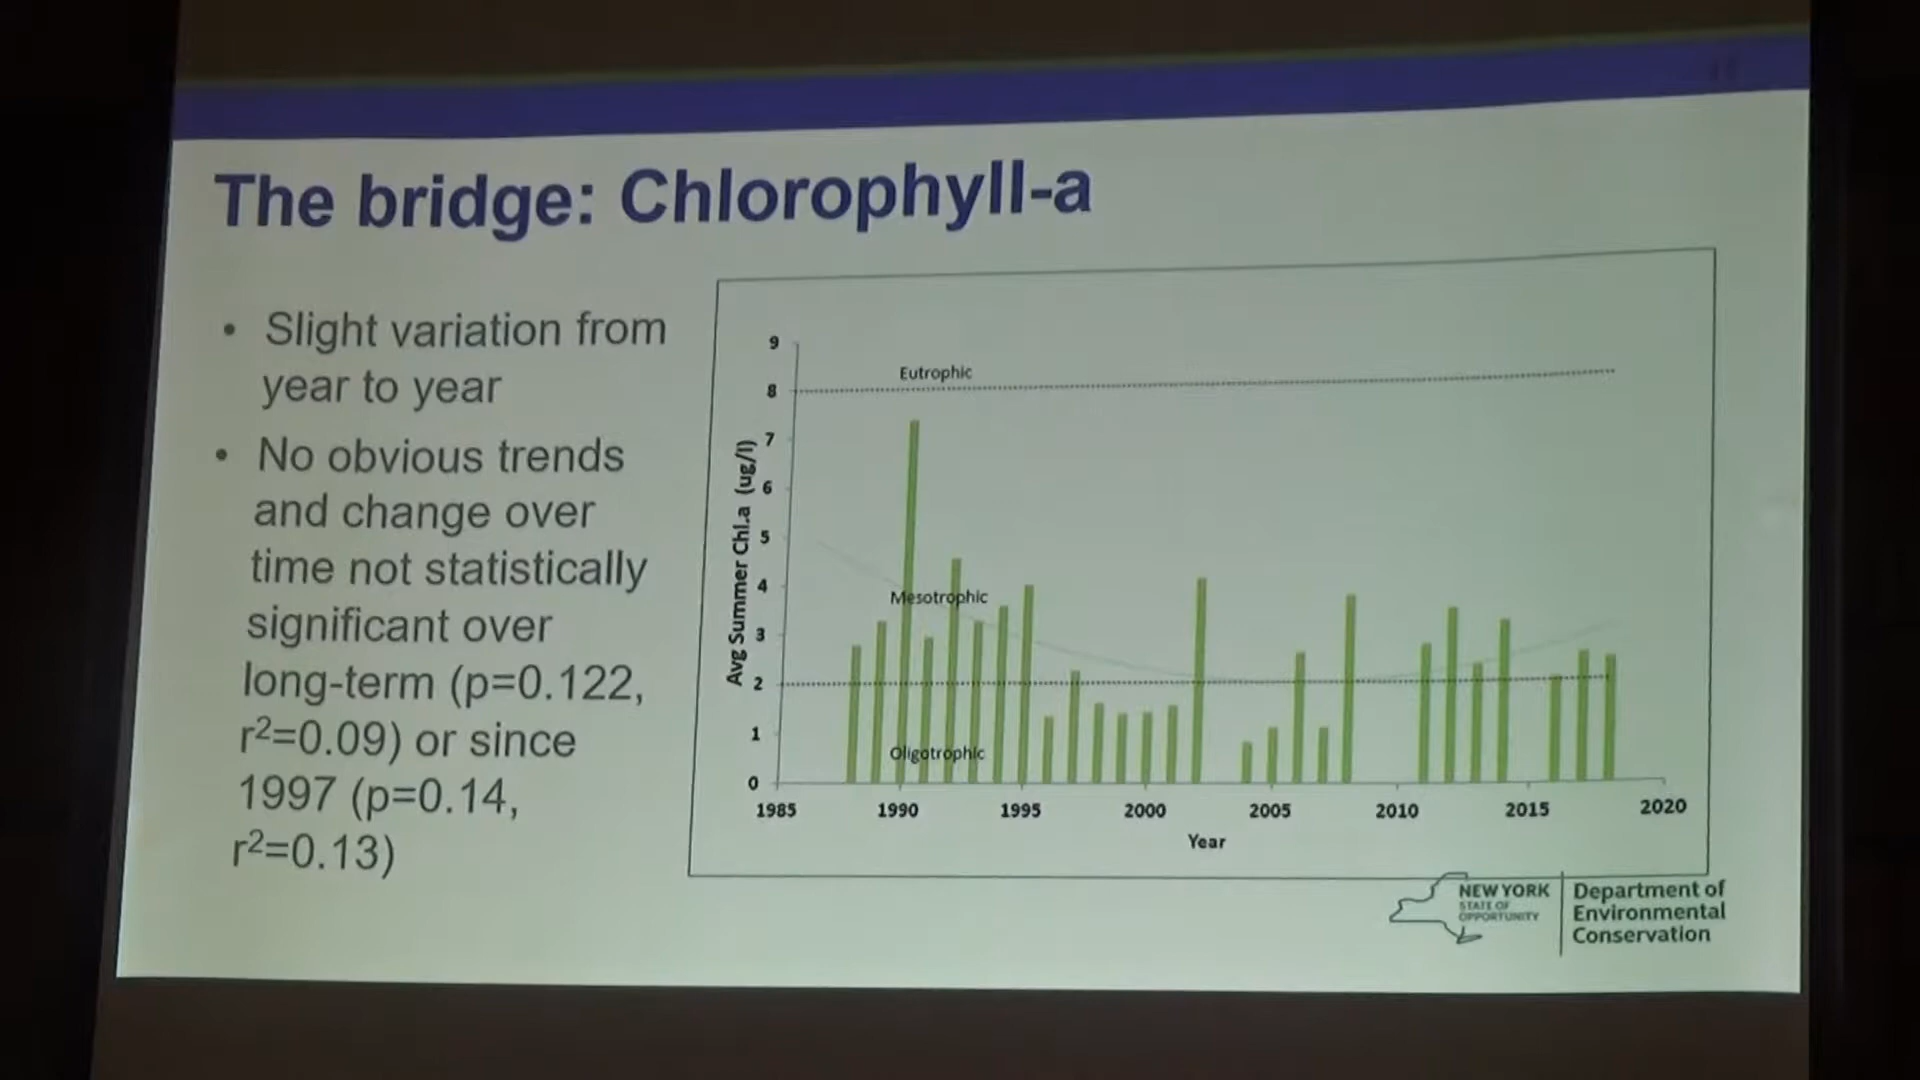 The bridge: Chlorophyll-a
• Slight variation from
year to year
• No obvious trends
and change over
time not statistically
significant over
long-term (p=0.122,
r²=0.09) or since
1997 (p=0.14,
r²=0.13)
Avg Summer Chl.a (ug/l)
9
8
7
6
5
4
3
2
1
0
Eutrophic
Mesotrophic
Oligotrophic
1985 1990 1995 2000 2005 2010 2015 2020
Year
NEW YORK
STATE OF
OPPORTUNITY
Department of
Environmental
Conservation